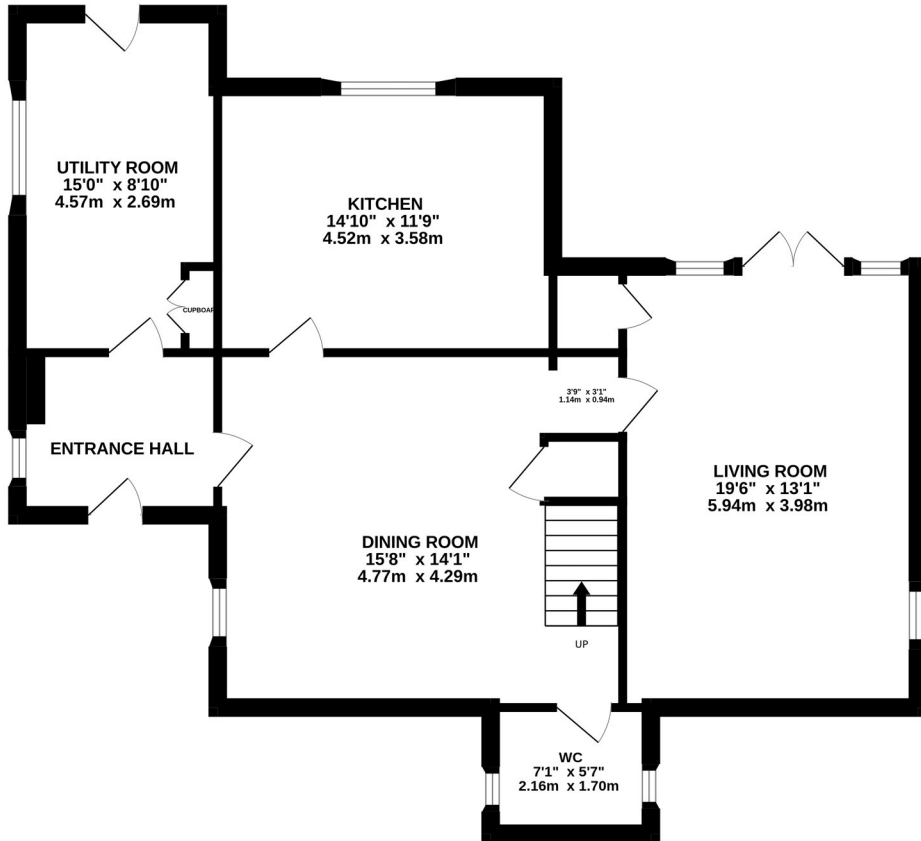 UTILITY ROOM
15'0" x 8'10"
4.57m x 2.69m
KITCHEN
14'10" x 11'9"
4.52m x 3.58m
CUPBOAR
3'9" x 3'1"
1.14m x 0.94m
ENTRANCE HALL
LIVING ROOM
19'6" x 13'1"
5.94m x 3.98m
DINING ROOM
15'8" x 14'1"
4.77m x 4.29m
UP
WC
7'1" x 5'7"
2.16m x 1.70m